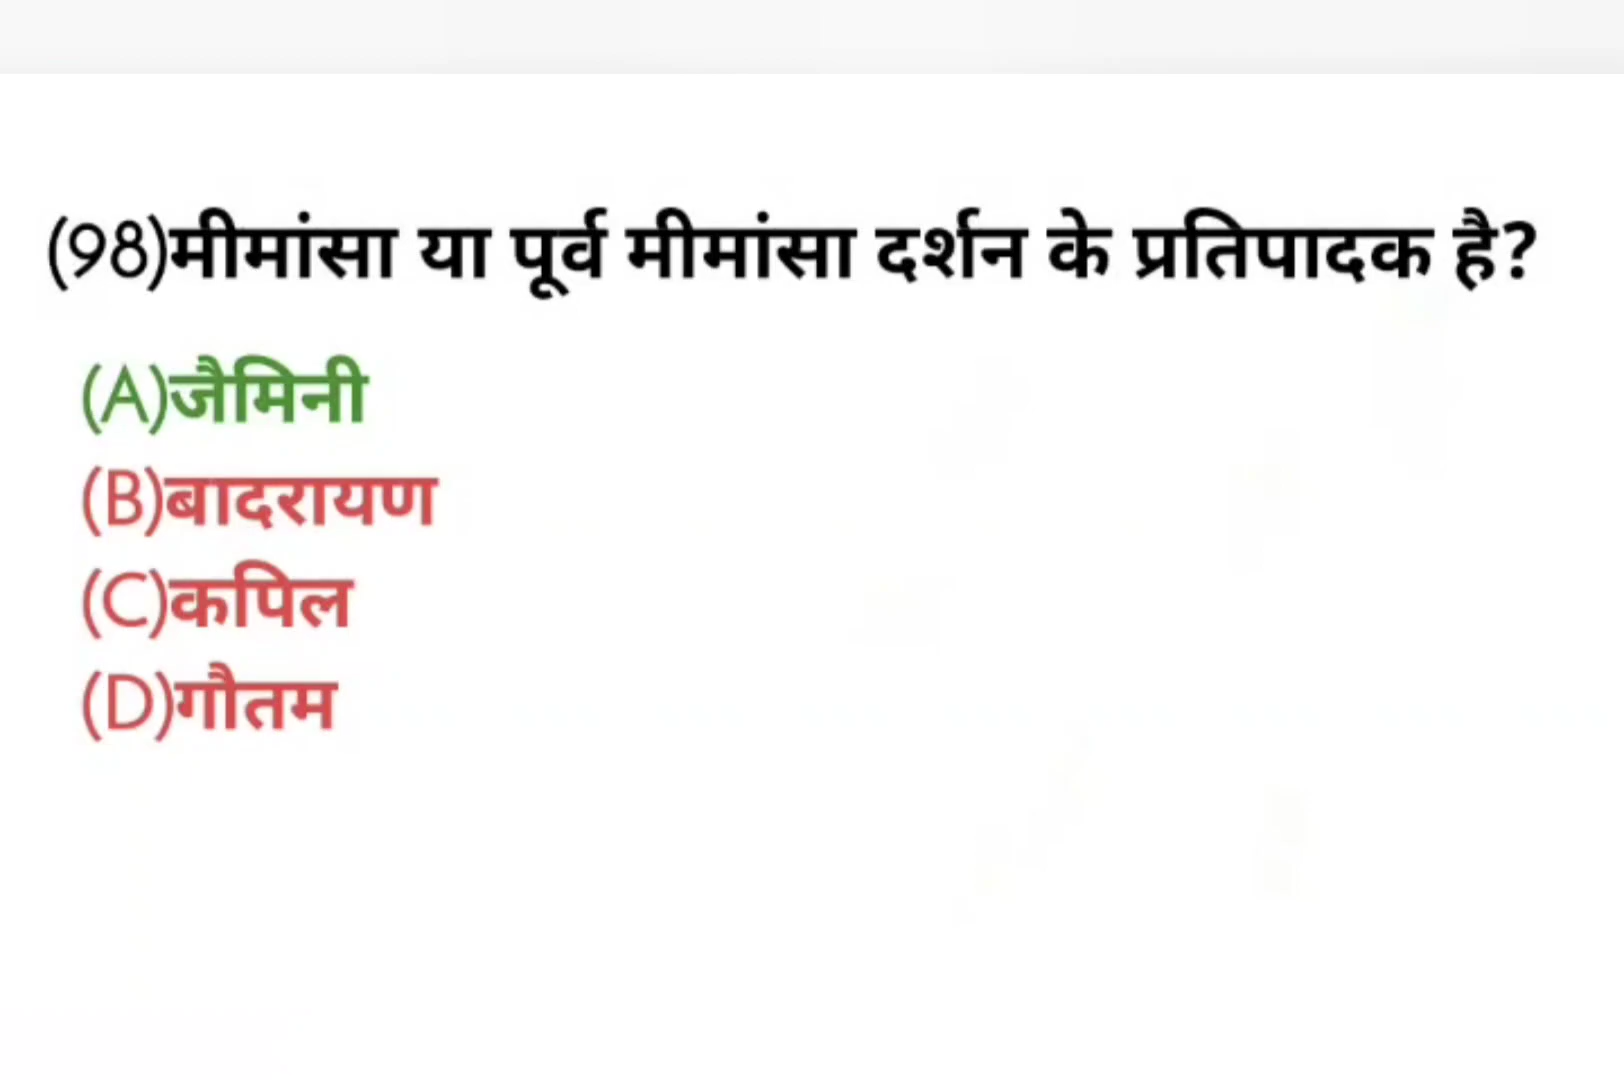 (98)मीमांसा या पूर्व मीमांसा दर्शन के प्रतिपादक है?
(A)जैमिनी
(B)बादरायण
(C)कपिल
(D)गौतम